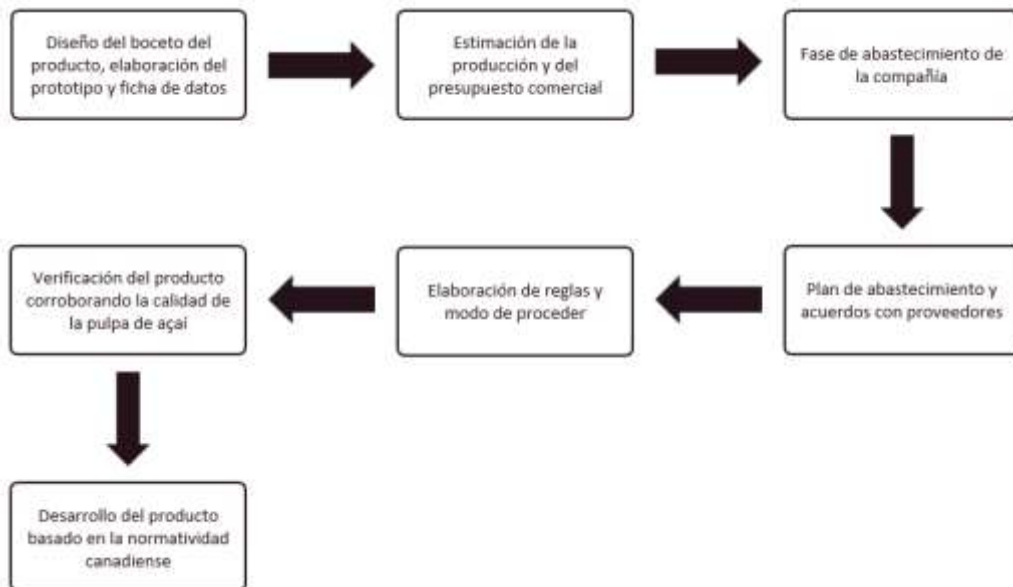 Diseño del boceto del
producto, elaboración del
prototipo y ficha de datos
Estimación de la
producción y del
presupuesto comercial
Fase de abastecimiento de
la compañía
Plan de abastecimiento y
acuerdos con proveedores
Elaboración de reglas y
modo de proceder
Verificación del producto
corroborando la calidad de
la pulpa de açaí
Desarrollo del producto
basado en la normatividad
canadiense